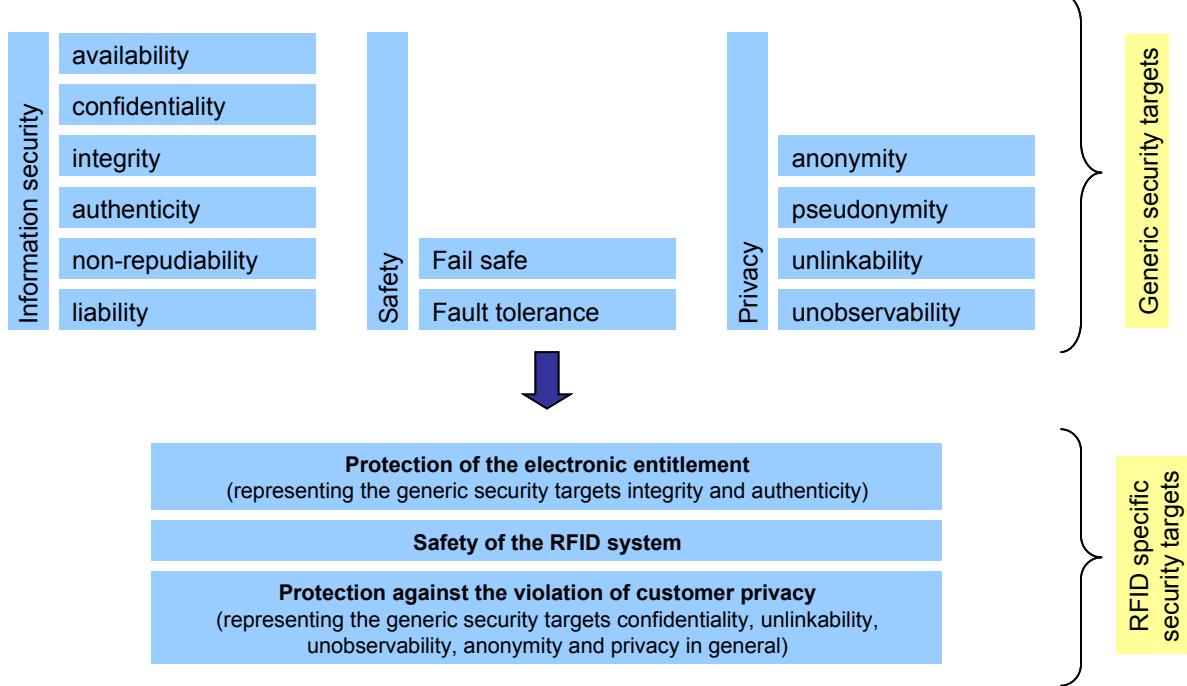 Information security
availability
confidentiality
integrity
authenticity
non-repudiability
liability
Safety
Fail safe
Fault tolerance
Privacy
anonymity
pseudonymity
unlinkability
unobservability
Generic security targets
Protection of the electronic entitlement
(representing the generic security targets integrity and authenticity)
Safety of the RFID system
Protection against the violation of customer privacy
(representing the generic security targets confidentiality, unlinkability,
unobservability, anonymity and privacy in general)
RFID specific
security targets